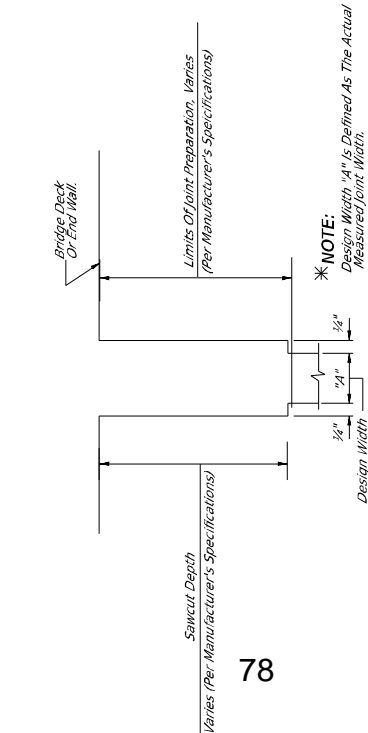 Bridge Deck
Or End Wall.
Limits Of Joint Preparation, Varies
(Per Manufacturer's Speicifications)
* NOTE:
Design Width "A" Is Defined As The Actual
Measured Joint Width.
¼"
"A"
¼"
Design Width
Sawcut Depth
Varies (Per Manufacturer's Specifications)
78